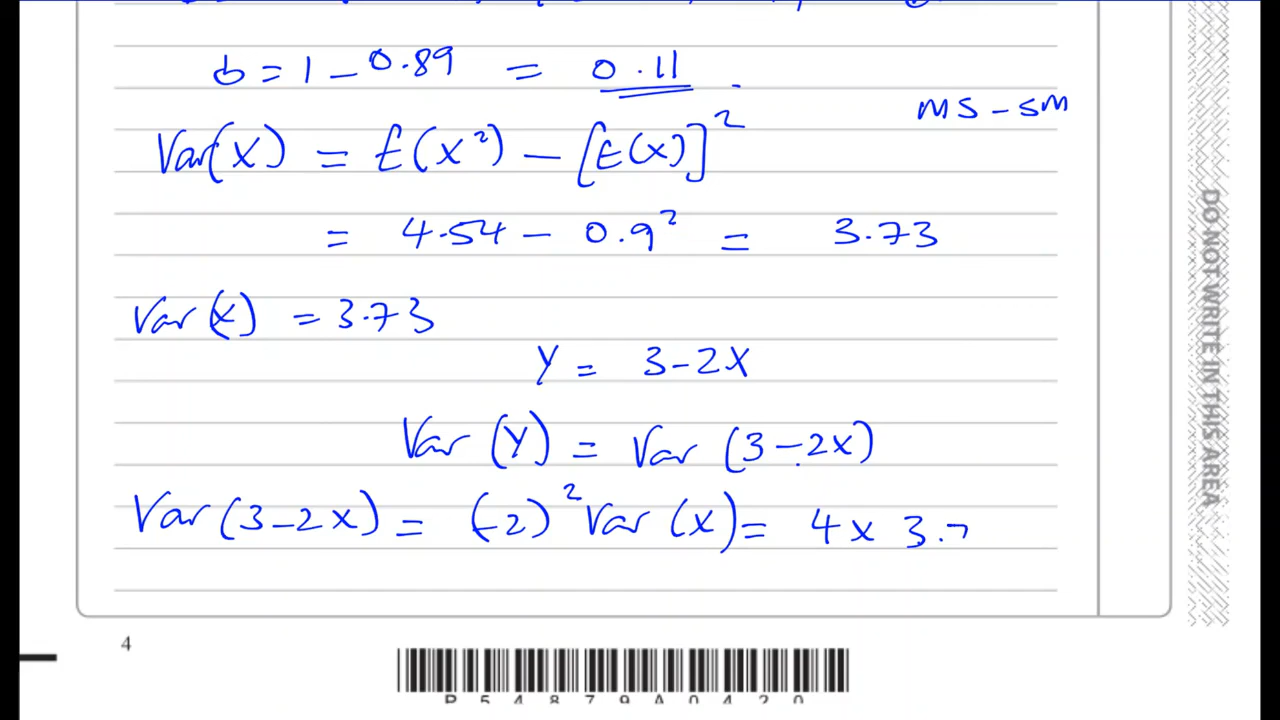 b = 1 - 0.89 = 0.11
MS - SM
Var(X) = E(X²) - [E(X)]²
= 4.54 - 0.9² = 3.73
Var(X) = 3.73
Y = 3-2X
Var (Y) = Var (3-2X)
Var (3-2X) = (-2)² Var (X) = 4 x 3.7
DO NOT WRITE IN THIS AREA
4
P54879A0420